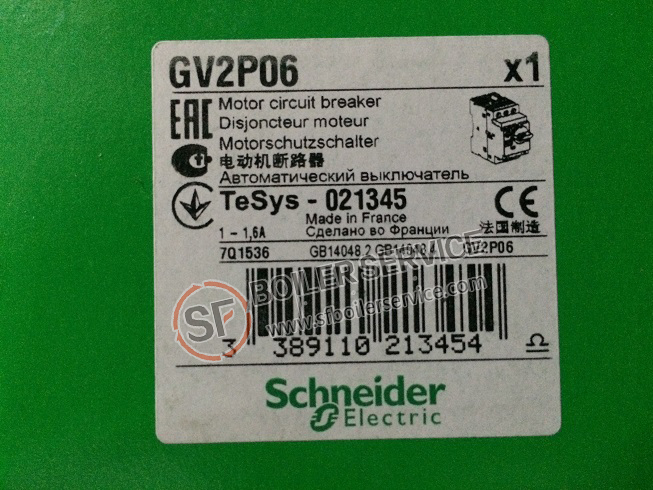 GV2P06 x1
EAC Motor circuit breaker
Disjoncteur moteur
Motorschutzschalter
电动机断路器
Автоматический выключатель
TeSys - 021345 CE
Made in France
1 - 1,6A Сделано во Франции 法国制造
7Q1536 GB14048.2 GB14048.4 GV2P06
SF BOILER SERVICE
www.sfboilerservice.com
3 389110 213454
Schneider
Electric